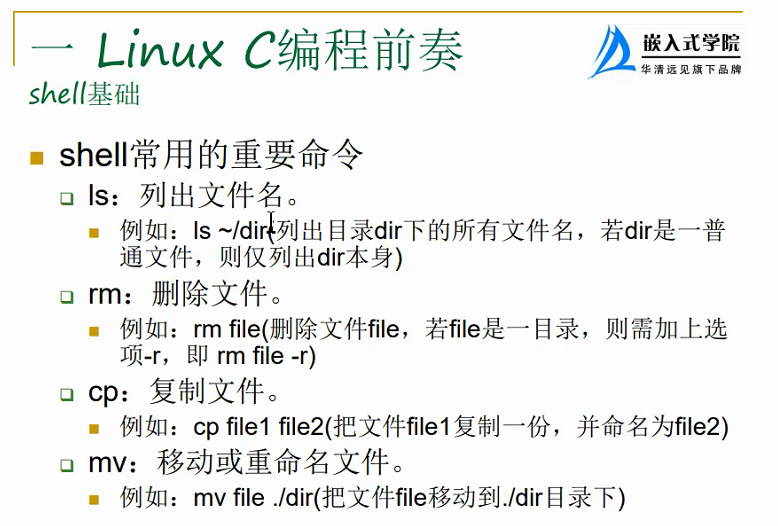 一 Linux C编程前奏
嵌入式学院
华清远见旗下品牌
shell基础
shell常用的重要命令
ls：列出文件名。
例如：ls ~/dir(列出目录dir下的所有文件名，若dir是一普
通文件，则仅列出dir本身)
rm：删除文件。
例如：rm file(删除文件file，若file是一目录，则需加上选
项-r，即 rm file -r)
cp：复制文件。
例如：cp file1 file2(把文件file1复制一份，并命名为file2)
mv：移动或重命名文件。
例如：mv file ./dir(把文件file移动到./dir目录下)